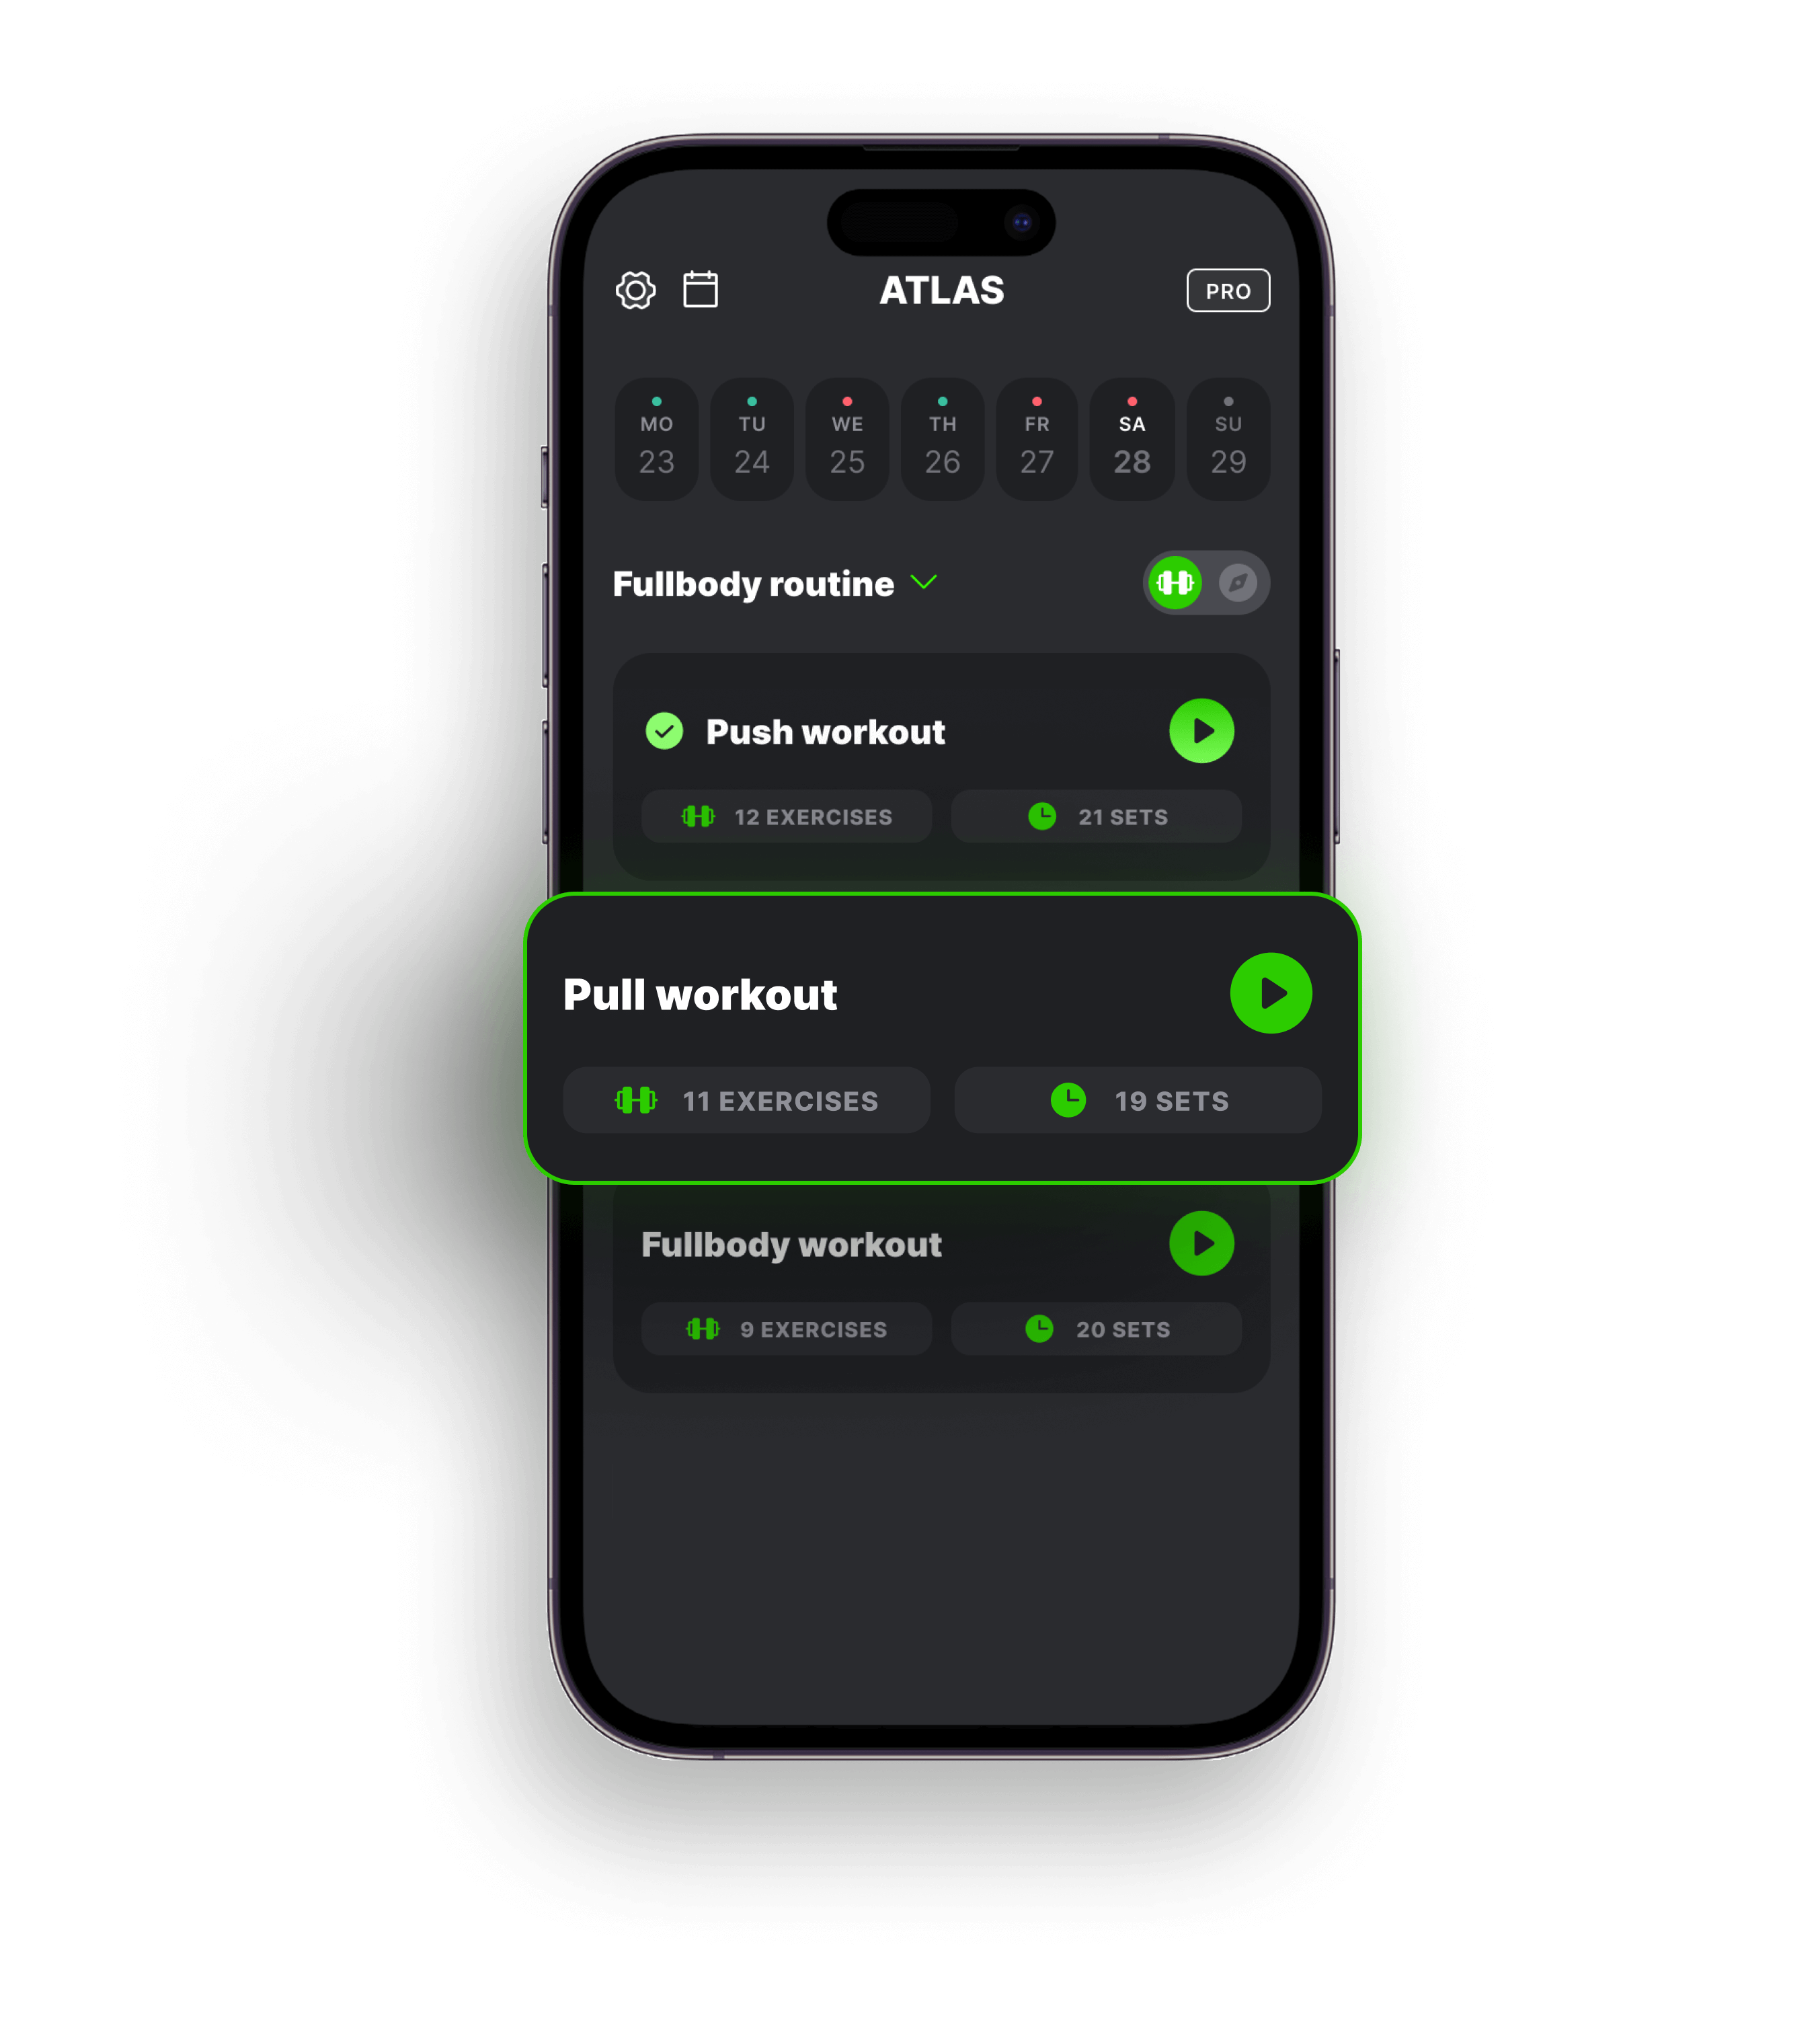 ATLAS
PRO
MO TU WE TH FR SA SU
23 24 25 26 27 28 29
Fullbody routine
Push workout
12 EXERCISES 21 SETS
Pull workout
11 EXERCISES 19 SETS
Fullbody workout
9 EXERCISES 20 SETS